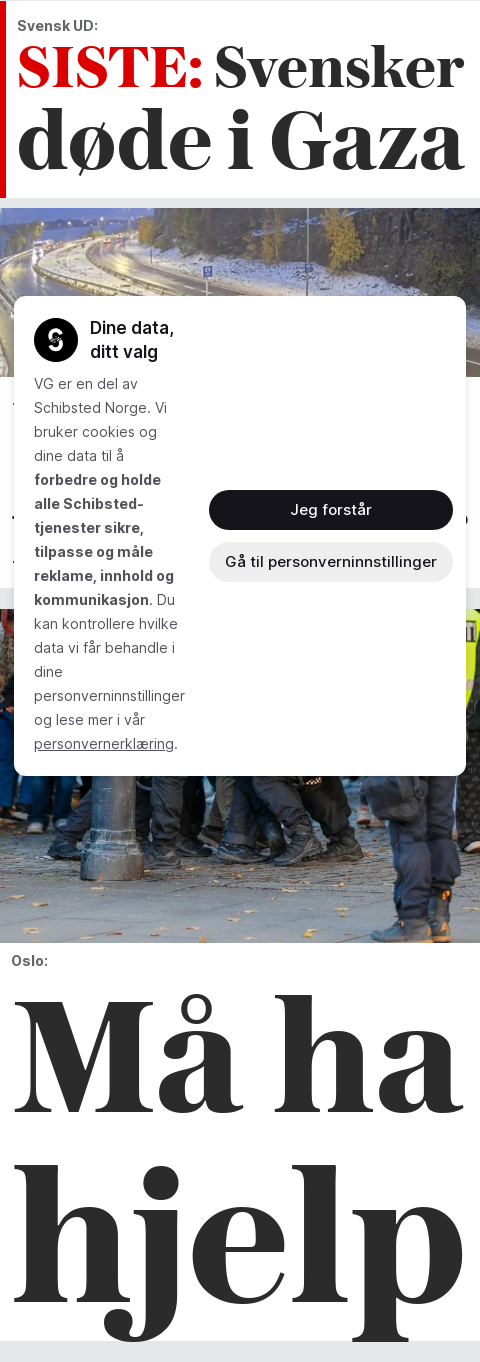 Svensk UD:
SISTE: Svensker
døde i Gaza
Dine data,
ditt valg
VG er en del av
Schibsted Norge. Vi
bruker cookies og
dine data til å
forbedre og holde
alle Schibsted-
tjenester sikre,
tilpasse og måle
reklame, innhold og
kommunikasjon. Du
kan kontrollere hvilke
data vi får behandle i
dine
personverninnstillinger
og lese mer i vår
personvernerklæring.
Jeg forstår
Gå til personverninnstillinger
Oslo:
Må ha
hjelp